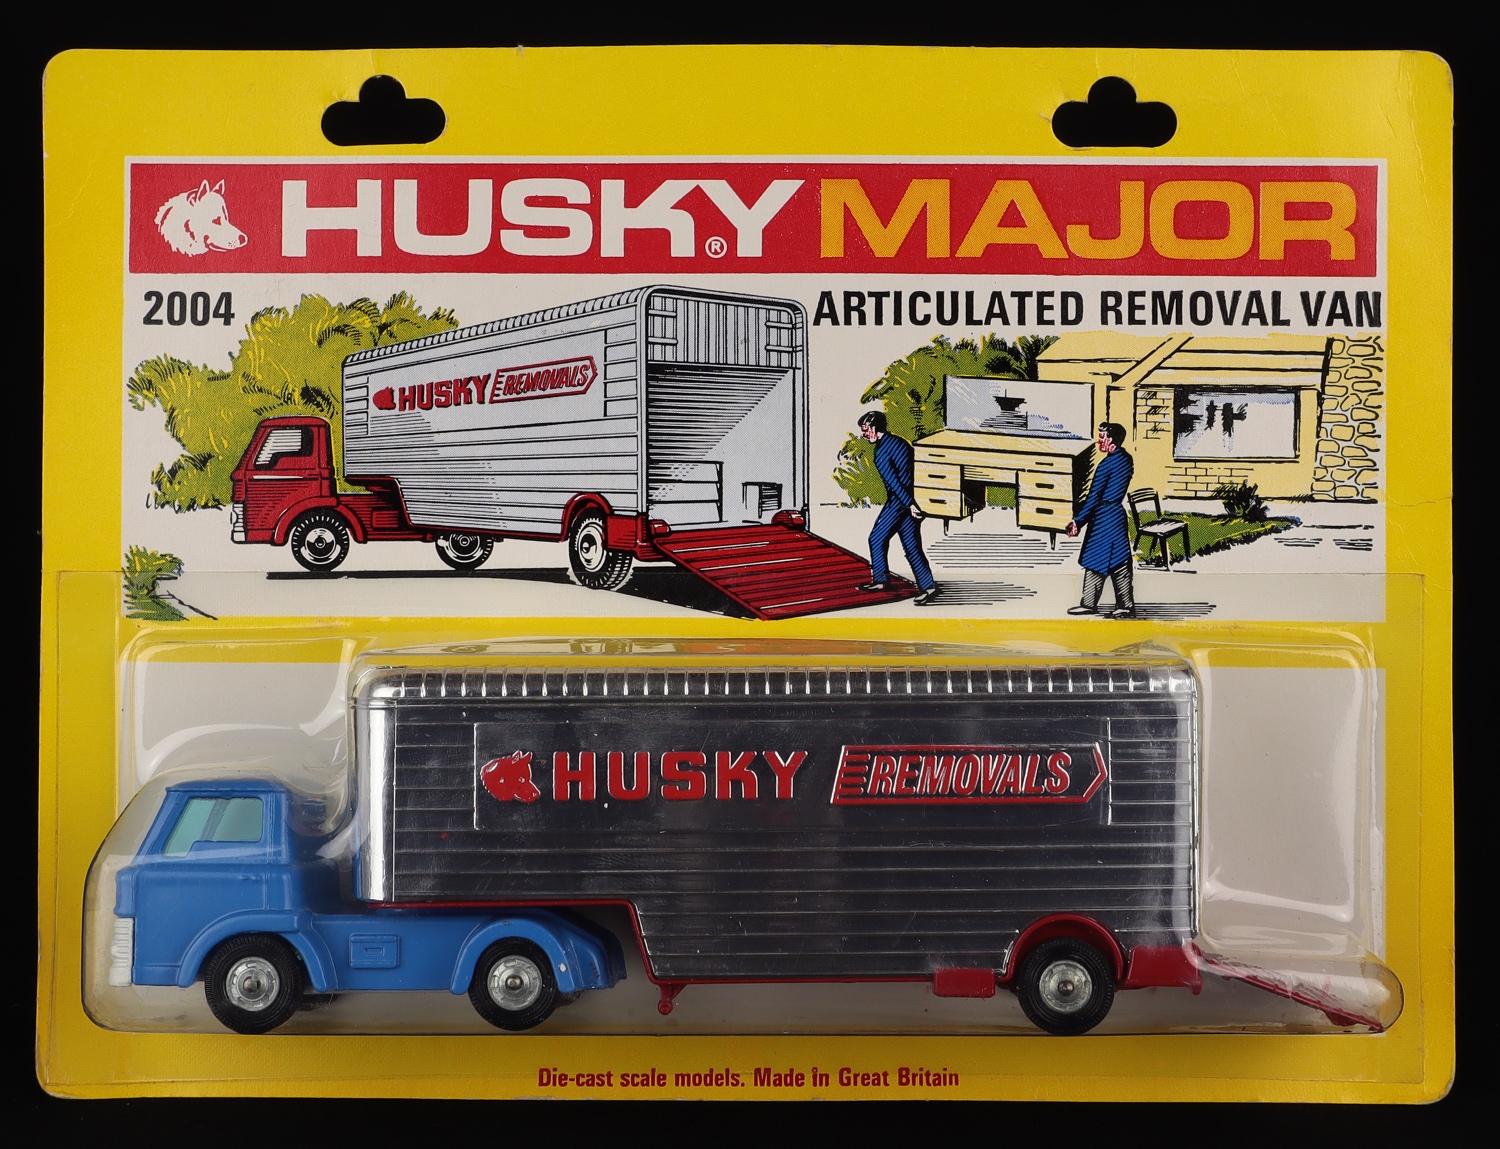 HUSKY® MAJOR
2004
ARTICULATED REMOVAL VAN
HUSKY REMOVALS
HUSKY REMOVALS
Die-cast scale models. Made in Great Britain